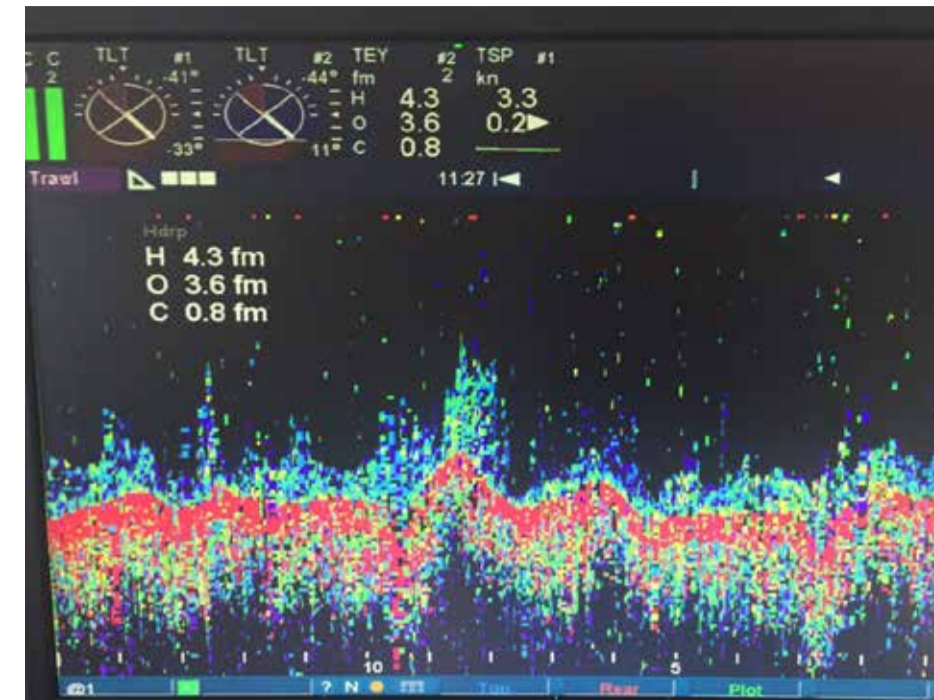 C C TLT #1 TLT #2 TEY #2 TSP #1
2 -41° -44° fm 2 kn
H 4.3 3.3
O 3.6 0.2
-33° 11° C 0.8
Trawl 11:27
Hdrp
H 4.3 fm
O 3.6 fm
C 0.8 fm
10 5
1 ? N Rear Plot